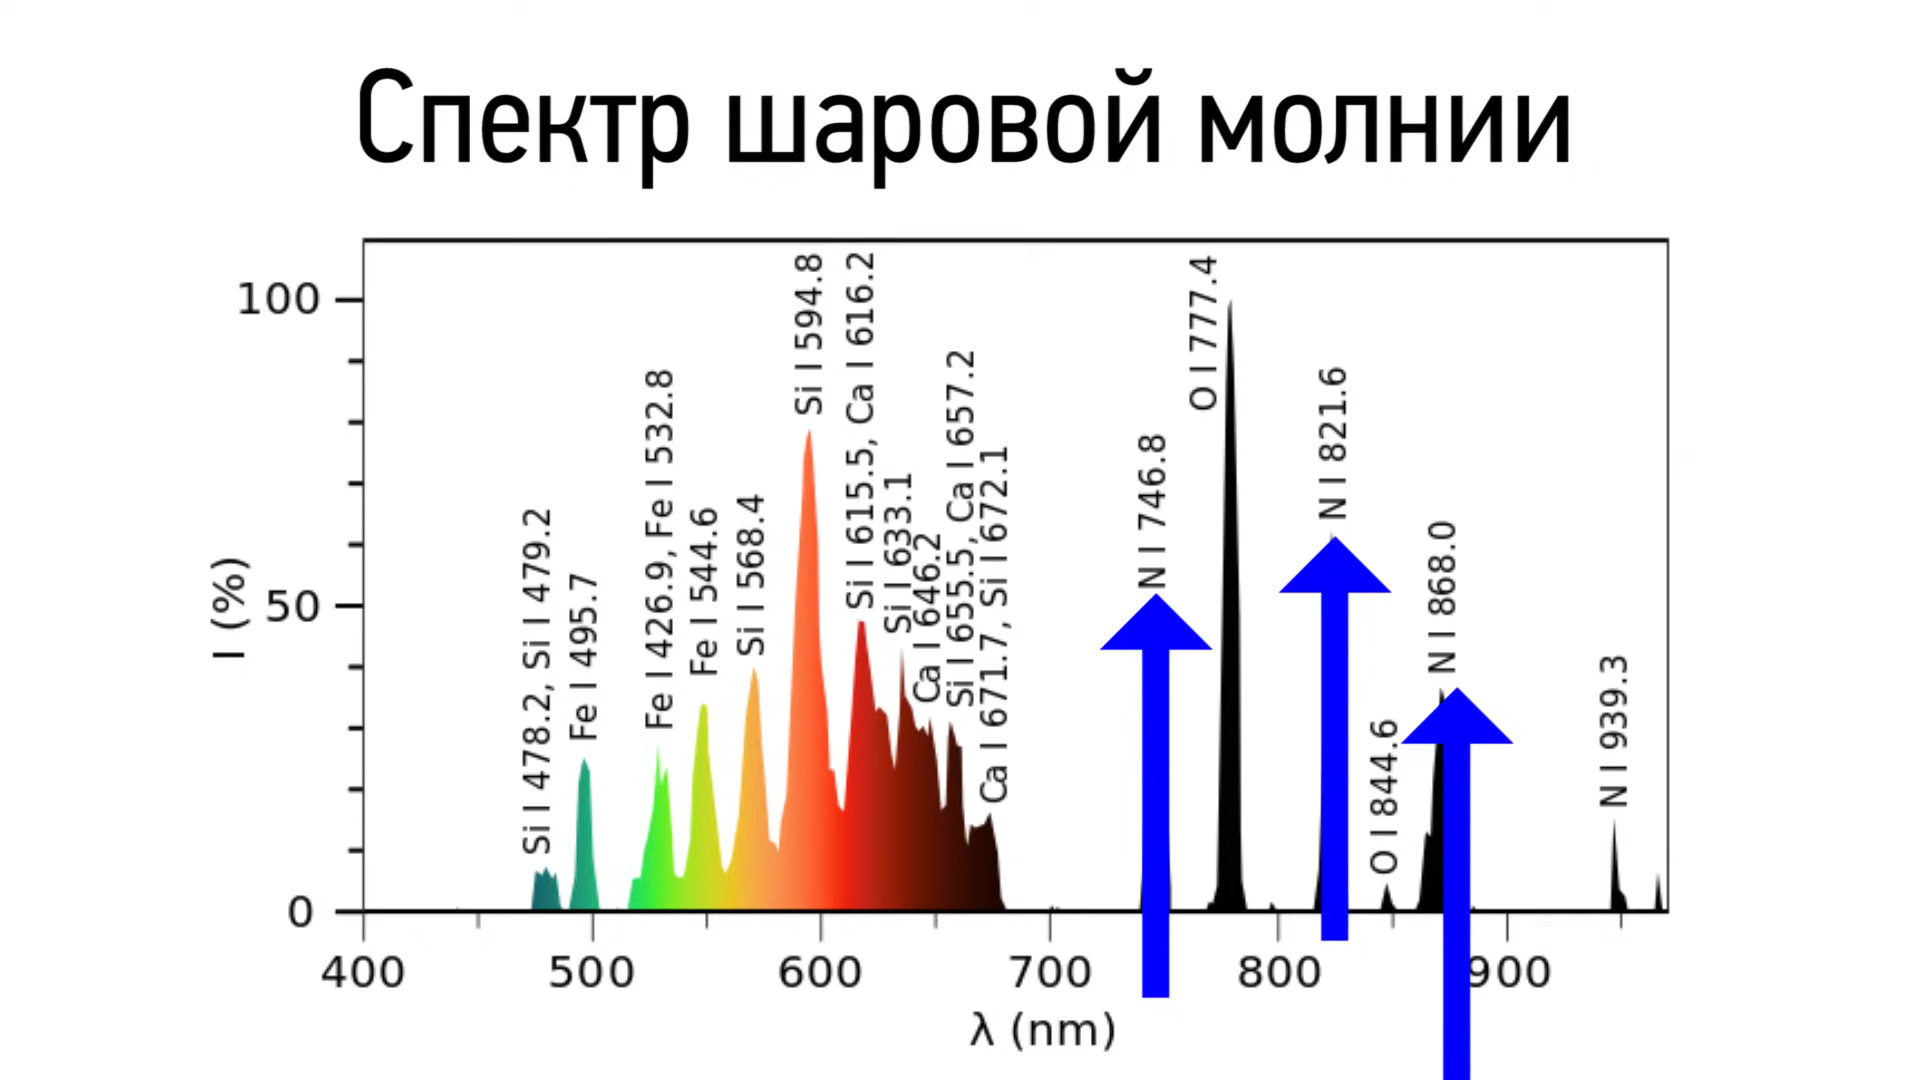 Спектр шаровой молнии
100
50
0
I (%)
Si I 478.2, Si I 479.2
Fe I 495.7
Fe I 426.9, Fe I 532.8
Fe I 544.6
Si I 568.4
Si I 594.8
Si I 615.5, Ca I 616.2
Si I 633.1
Ca I 646.2
Si I 655.5, Ca I 657.2
Ca I 671.7, Si I 672.1
N I 746.8
O I 777.4
N I 821.6
O I 844.6
N I 868.0
N I 939.3
400 500 600 700 800 900
λ (nm)